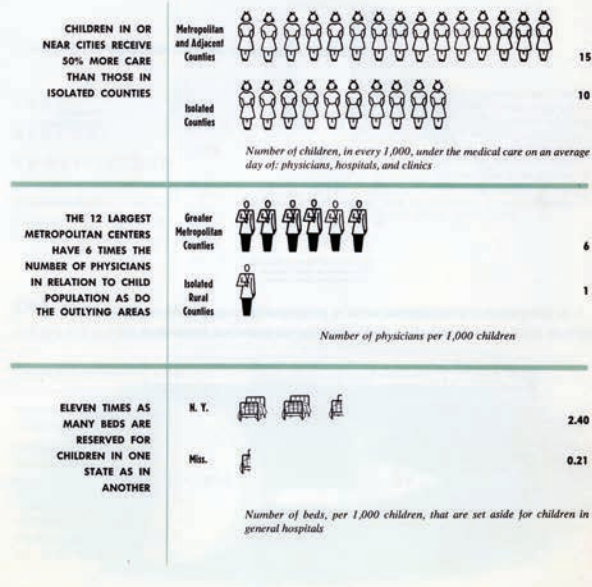 CHILDREN IN OR
NEAR CITIES RECEIVE
50% MORE CARE
THAN THOSE IN
ISOLATED COUNTIES
Metropolitan
and Adjacent
Counties
15
Isolated
Counties
10
Number of children, in every 1,000, under the medical care on an average
day of: physicians, hospitals, and clinics
THE 12 LARGEST
METROPOLITAN CENTERS
HAVE 6 TIMES THE
NUMBER OF PHYSICIANS
IN RELATION TO CHILD
POPULATION AS DO
THE OUTLYING AREAS
Greater
Metropolitan
Counties
6
Isolated
Rural
Counties
1
Number of physicians per 1,000 children
ELEVEN TIMES AS
MANY BEDS ARE
RESERVED FOR
CHILDREN IN ONE
STATE AS IN
ANOTHER
N. Y.
2.40
Miss.
0.21
Number of beds, per 1,000 children, that are set aside for children in
general hospitals